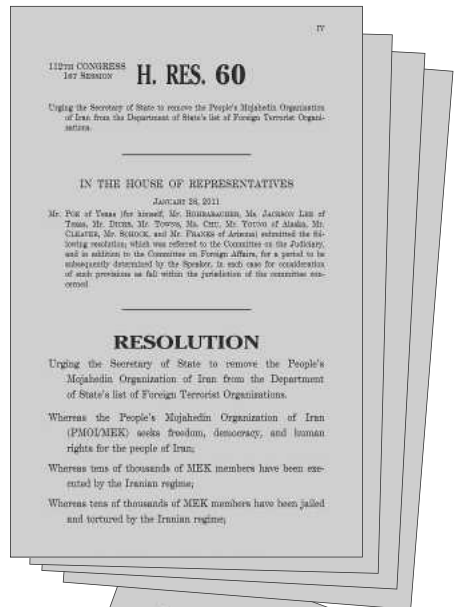 IV
112TH CONGRESS
1ST SESSION
H. RES. 60
Urging the Secretary of State to remove the People's Mojahedin Organization
of Iran from the Department of State's list of Foreign Terrorist Organi-
zations.
IN THE HOUSE OF REPRESENTATIVES
JANUARY 26, 2011
Mr. POE of Texas (for himself, Mr. ROHRABACHER, Ms. JACKSON LEE of
Texas, Mr. DICKS, Mr. TOWNS, Ms. CHU, Mr. YOUNG of Alaska, Mr.
CLEAVER, Mr. SCHOCK, and Mr. FRANKS of Arizona) submitted the fol-
lowing resolution; which was referred to the Committee on the Judiciary,
and in addition to the Committee on Foreign Affairs, for a period to be
subsequently determined by the Speaker, in each case for consideration
of such provisions as fall within the jurisdiction of the committee con-
cerned
RESOLUTION
Urging the Secretary of State to remove the People's
Mojahedin Organization of Iran from the Department
of State's list of Foreign Terrorist Organizations.
Whereas the People's Mojahedin Organization of Iran
(PMOI/MEK) seeks freedom, democracy, and human
rights for the people of Iran;
Whereas tens of thousands of MEK members have been exe-
cuted by the Iranian regime;
Whereas tens of thousands of MEK members have been jailed
and tortured by the Iranian regime;